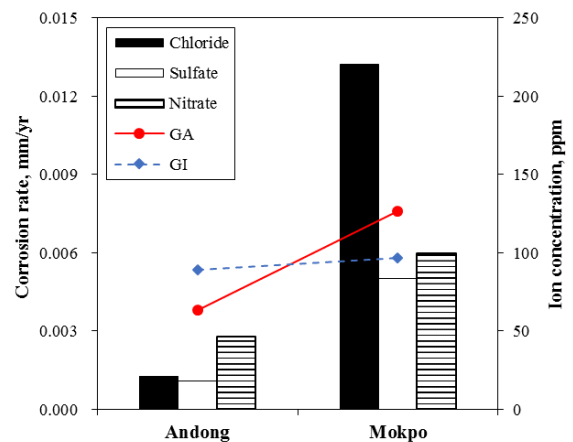 0.015
0.012
0.009
0.006
0.003
0.000
Corrosion rate, mm/yr
Chloride
Sulfate
Nitrate
GA
GI
250
200
150
100
50
0
Ion concentration, ppm
Andong
Mokpo